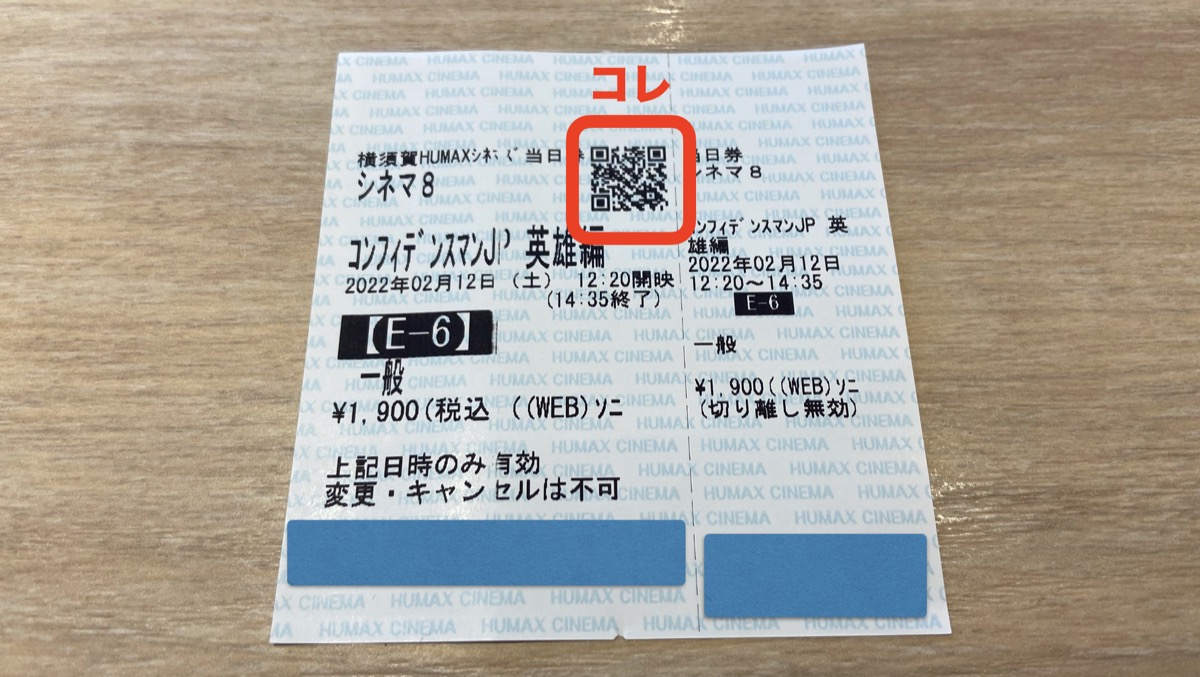 コレ
横須賀HUMAXシネマズ 当日券
シネマ8
コンフィデンスマンJP 英雄編
2022年02月12日 (土) 12:20開映
(14:35終了)
【E-6】
一般
¥1,900(税込 ((WEB)ソニ
上記日時のみ有効
変更・キャンセルは不可
当日券
シネマ8
コンフィデンスマンJP 英
雄編
2022年02月12日
12:20〜14:35
E-6
一般
¥1,900((WEB)ソニ
(切り離し無効)
HUMAX CINEMA